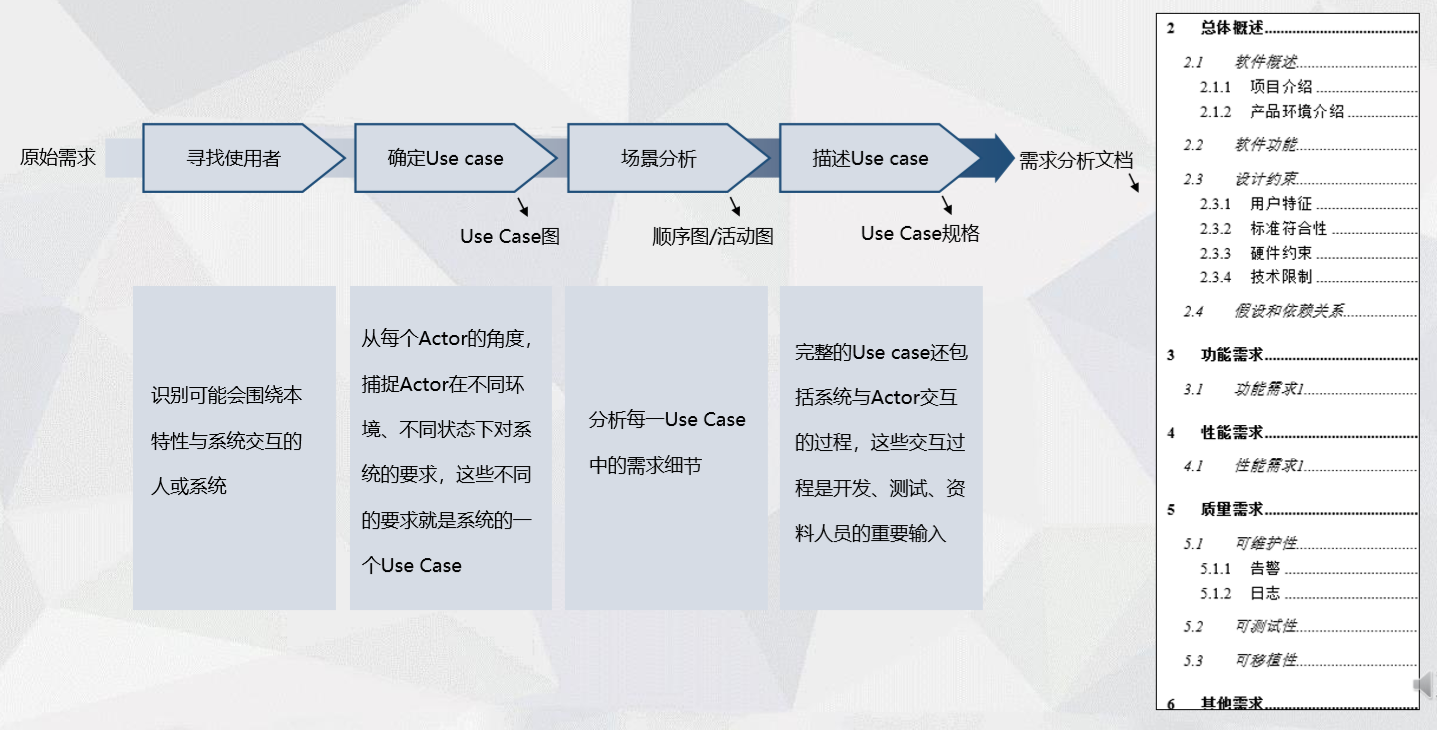 原始需求
寻找使用者
确定Use case
场景分析
描述Use case
需求分析文档
Use Case图
顺序图/活动图
Use Case规格
识别可能会围绕本
特性与系统交互的
人或系统
从每个Actor的角度，
捕捉Actor在不同环
境、不同状态下对系
统的要求，这些不同
的要求就是系统的一
个Use Case
分析每一Use Case
中的需求细节
完整的Use case还包
括系统与Actor交互
的过程，这些交互过
程是开发、测试、资
料人员的重要输入
2 总体概述
2.1 软件概述
2.1.1 项目介绍
2.1.2 产品环境介绍
2.2 软件功能
2.3 设计约束
2.3.1 用户特征
2.3.2 标准符合性
2.3.3 硬件约束
2.3.4 技术限制
2.4 假设和依赖关系
3 功能需求
3.1 功能需求1
4 性能需求
4.1 性能需求1
5 质量需求
5.1 可维护性
5.1.1 告警
5.1.2 日志
5.2 可测试性
5.3 可移植性
6 其他需求